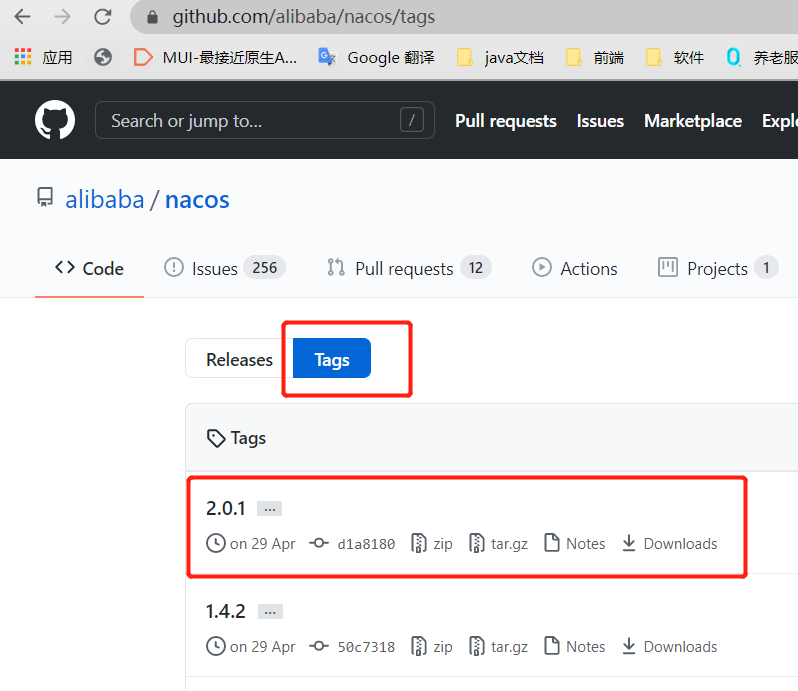 github.com/alibaba/nacos/tags
应用 MUI-最接近原生A... Google 翻译 java文档 前端 软件 养老服
Search or jump to... / Pull requests Issues Marketplace Explo
alibaba / nacos
Code Issues 256 Pull requests 12 Actions Projects 1
Releases Tags
Tags
2.0.1 ...
on 29 Apr d1a8180 zip tar.gz Notes Downloads
1.4.2 ...
on 29 Apr 50c7318 zip tar.gz Notes Downloads